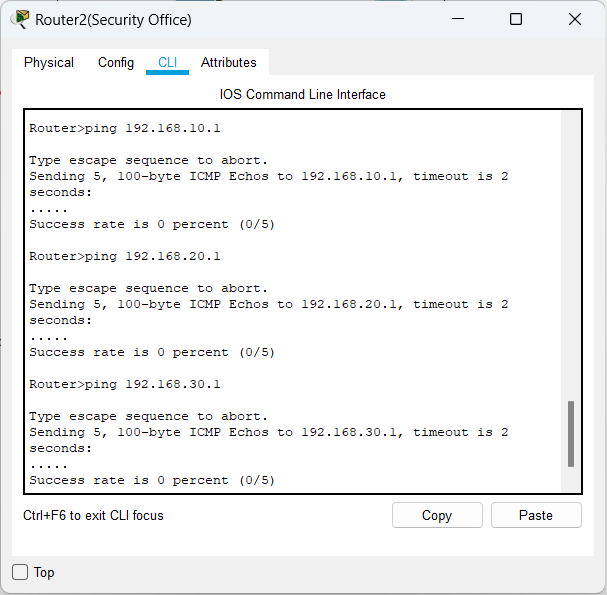 Router2(Security Office)
Physical Config CLI Attributes
IOS Command Line Interface
Router>ping 192.168.10.1
Type escape sequence to abort.
Sending 5, 100-byte ICMP Echos to 192.168.10.1, timeout is 2
seconds:
.....
Success rate is 0 percent (0/5)
Router>ping 192.168.20.1
Type escape sequence to abort.
Sending 5, 100-byte ICMP Echos to 192.168.20.1, timeout is 2
seconds:
.....
Success rate is 0 percent (0/5)
Router>ping 192.168.30.1
Type escape sequence to abort.
Sending 5, 100-byte ICMP Echos to 192.168.30.1, timeout is 2
seconds:
.....
Success rate is 0 percent (0/5)
Ctrl+F6 to exit CLI focus Copy Paste
Top